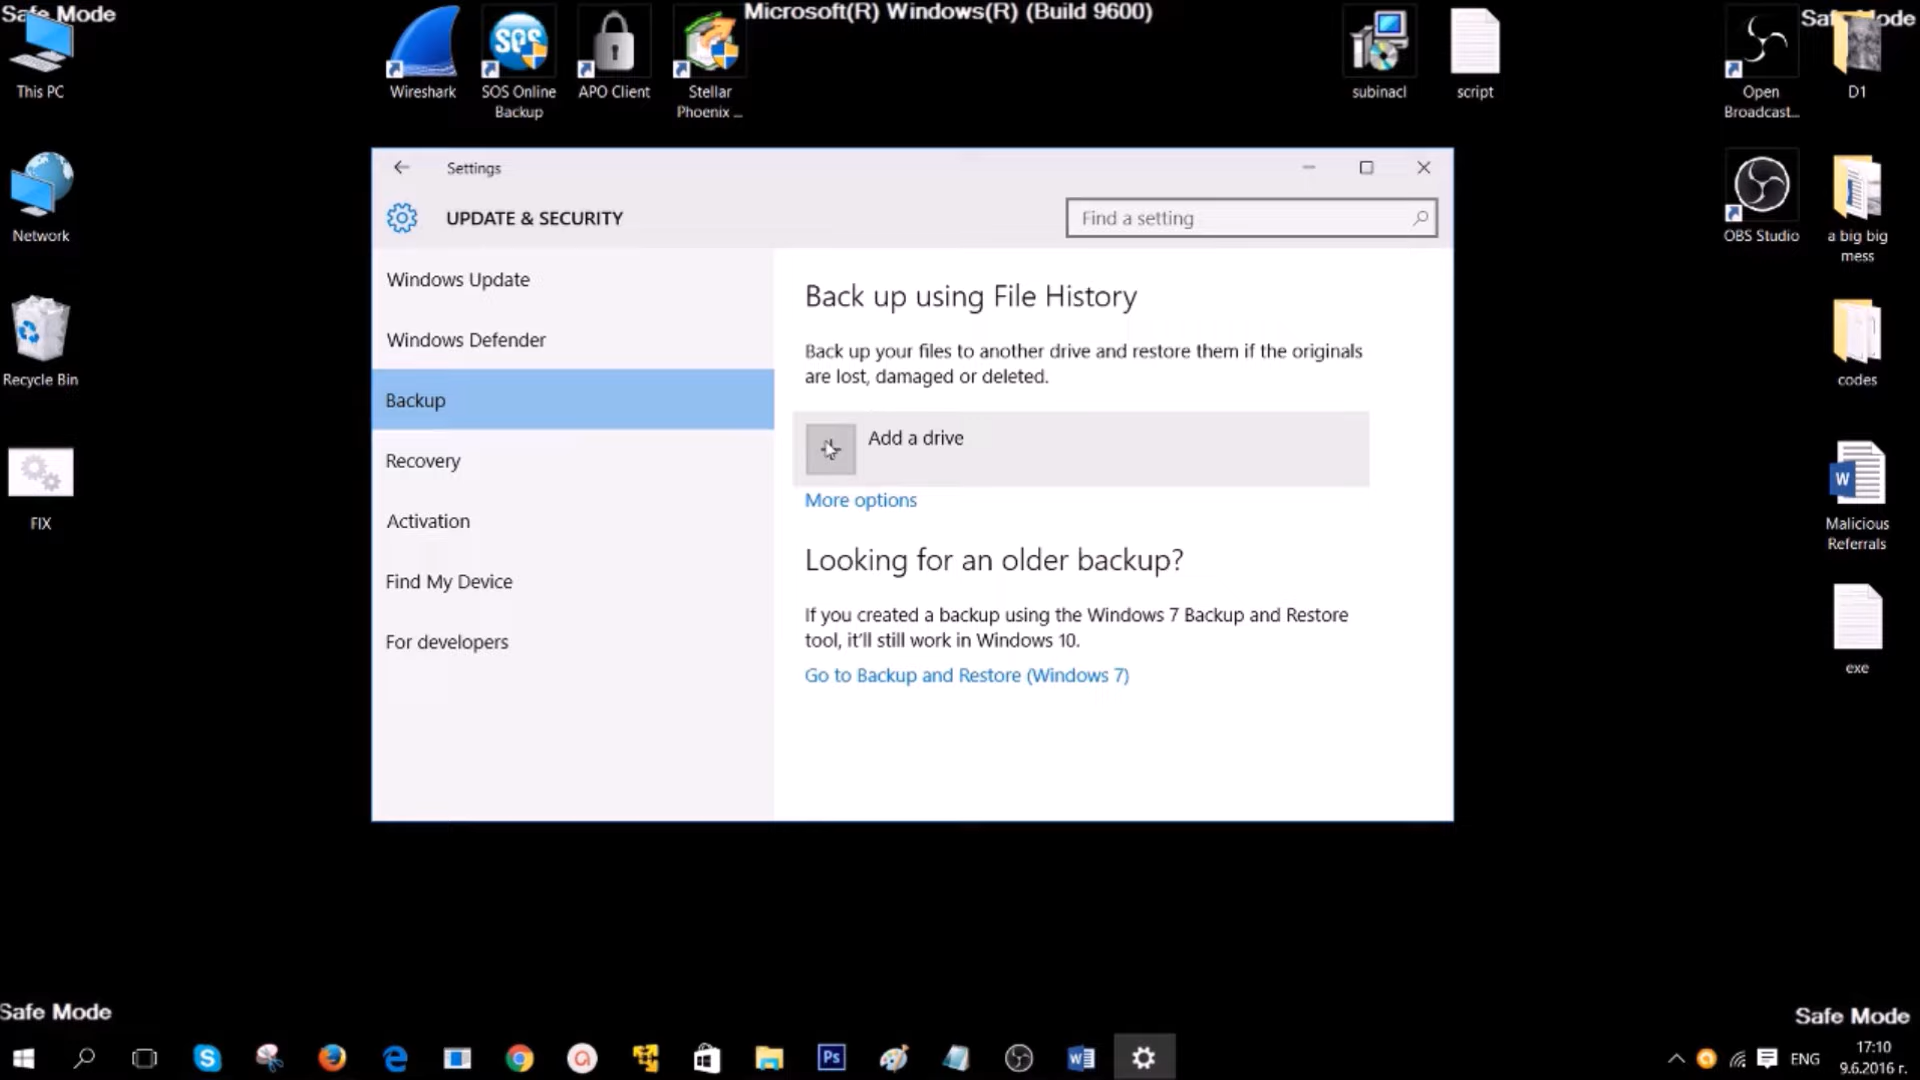 Safe Mode
Microsoft(R) Windows(R) (Build 9600)
Safe Mode
This PC
Wireshark
SOS Online
Backup
APO Client
Stellar
Phoenix ...
subinacl
script
Open
Broadcast...
D1
Network
OBS Studio
a big big
mess
Recycle Bin
codes
FIX
Malicious
Referrals
exe
Settings
UPDATE & SECURITY
Find a setting
Windows Update
Windows Defender
Backup
Recovery
Activation
Find My Device
For developers
Back up using File History
Back up your files to another drive and restore them if the originals
are lost, damaged or deleted.
Add a drive
More options
Looking for an older backup?
If you created a backup using the Windows 7 Backup and Restore
tool, it'll still work in Windows 10.
Go to Backup and Restore (Windows 7)
Safe Mode
Safe Mode
Ps
ENG
17:10
9.6.2016 г.